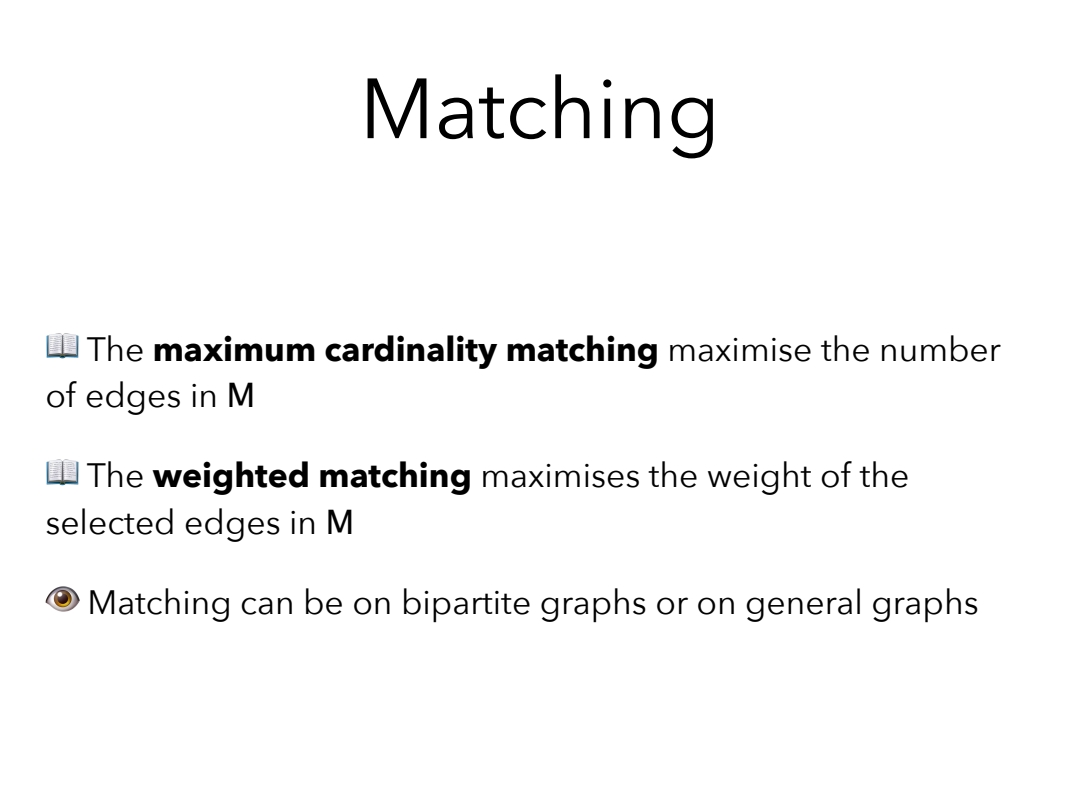 Matching
📖 The maximum cardinality matching maximise the number
of edges in M
📖 The weighted matching maximises the weight of the
selected edges in M
👁 Matching can be on bipartite graphs or on general graphs